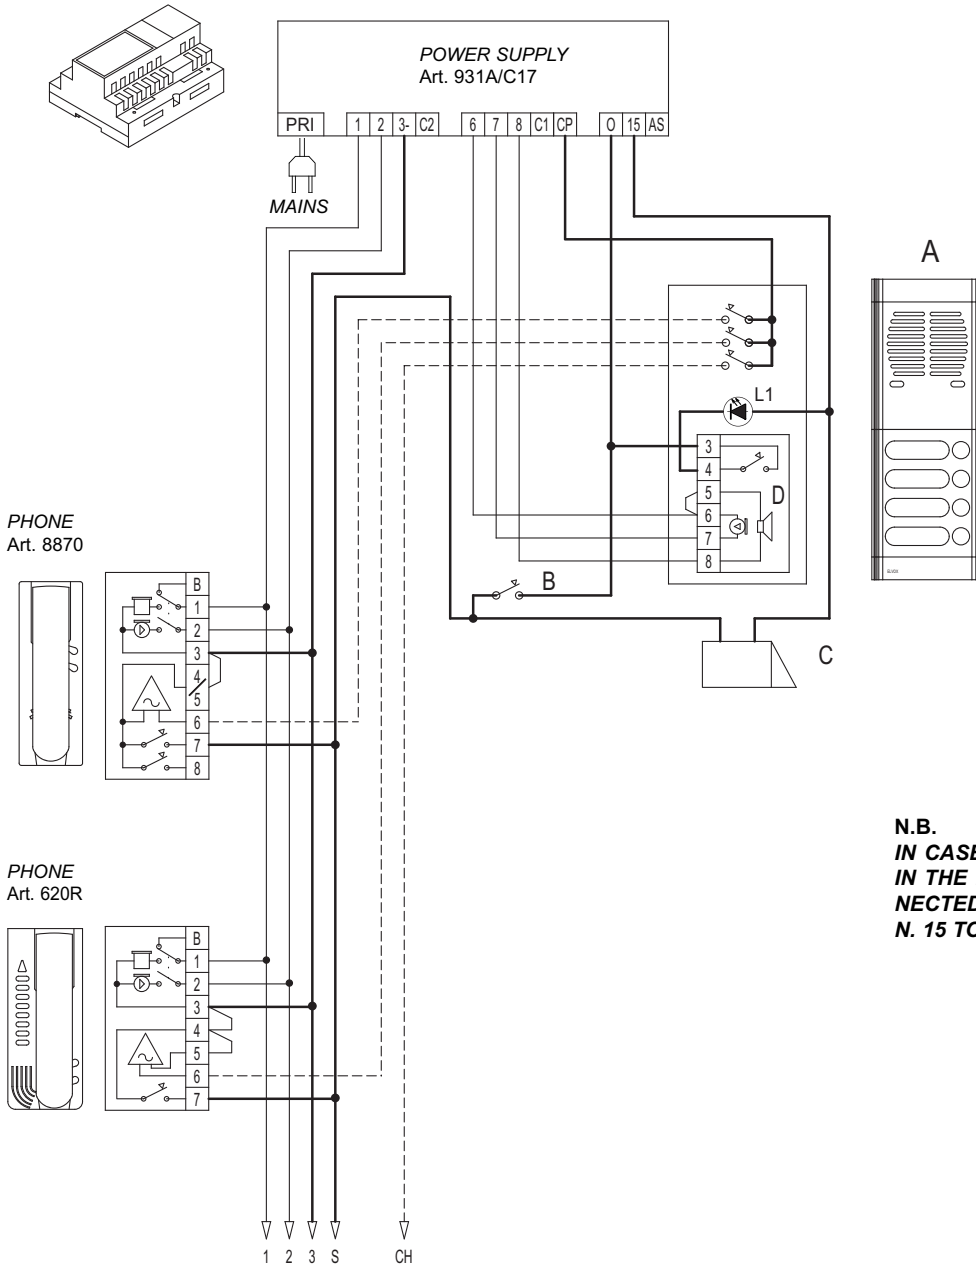 POWER SUPPLY
Art. 931A/C17
PRI 1 2 3- C2 6 7 8 C1 CP O 15 AS
MAINS
A
L1
3
4
5
6
7
8
D
B
C
PHONE
Art. 8870
B
1
2
3
4
5
6
7
8
PHONE
Art. 620R
B
1
2
3
4
5
6
7
N.B.
IN CASE
IN THE
NECTED
N. 15 TO
1 2 3 S CH